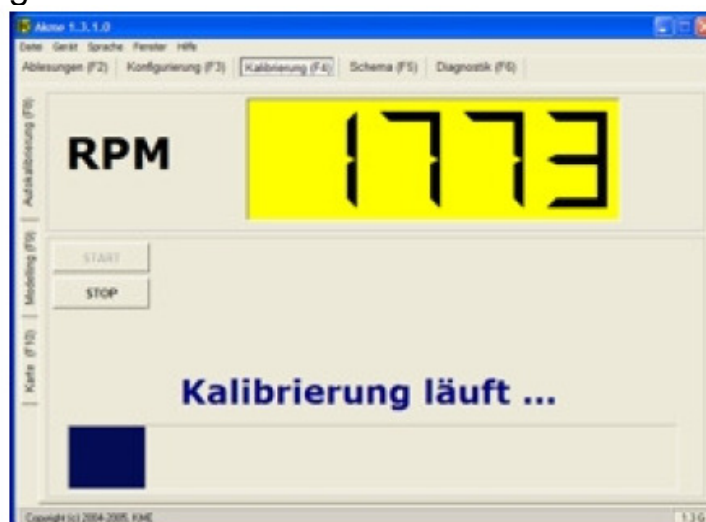 Akme 1.3.1.0
Datei Gerät Sprache Fenster Hilfe
Ablesungen (F2) Konfigurierung (F3) Kalibrierung (F4) Schema (F5) Diagnostik (F6)
Autokalibrierung (F8)
RPM 1773
Modelling (F9)
START
STOP
Karte (F10)
Kalibrierung läuft ...
Copyright (c) 2004-2005, KME